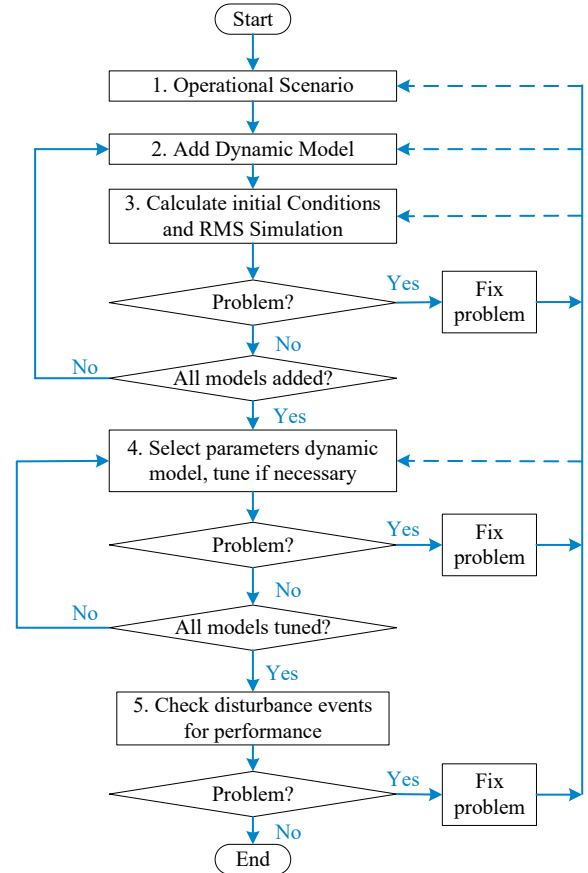 Start
1. Operational Scenario
2. Add Dynamic Model
3. Calculate initial Conditions
and RMS Simulation
Problem?
Yes
Fix
problem
No
All models added?
No
Yes
4. Select parameters dynamic
model, tune if necessary
Problem?
Yes
Fix
problem
No
All models tuned?
No
Yes
5. Check disturbance events
for performance
Problem?
Yes
Fix
problem
No
End